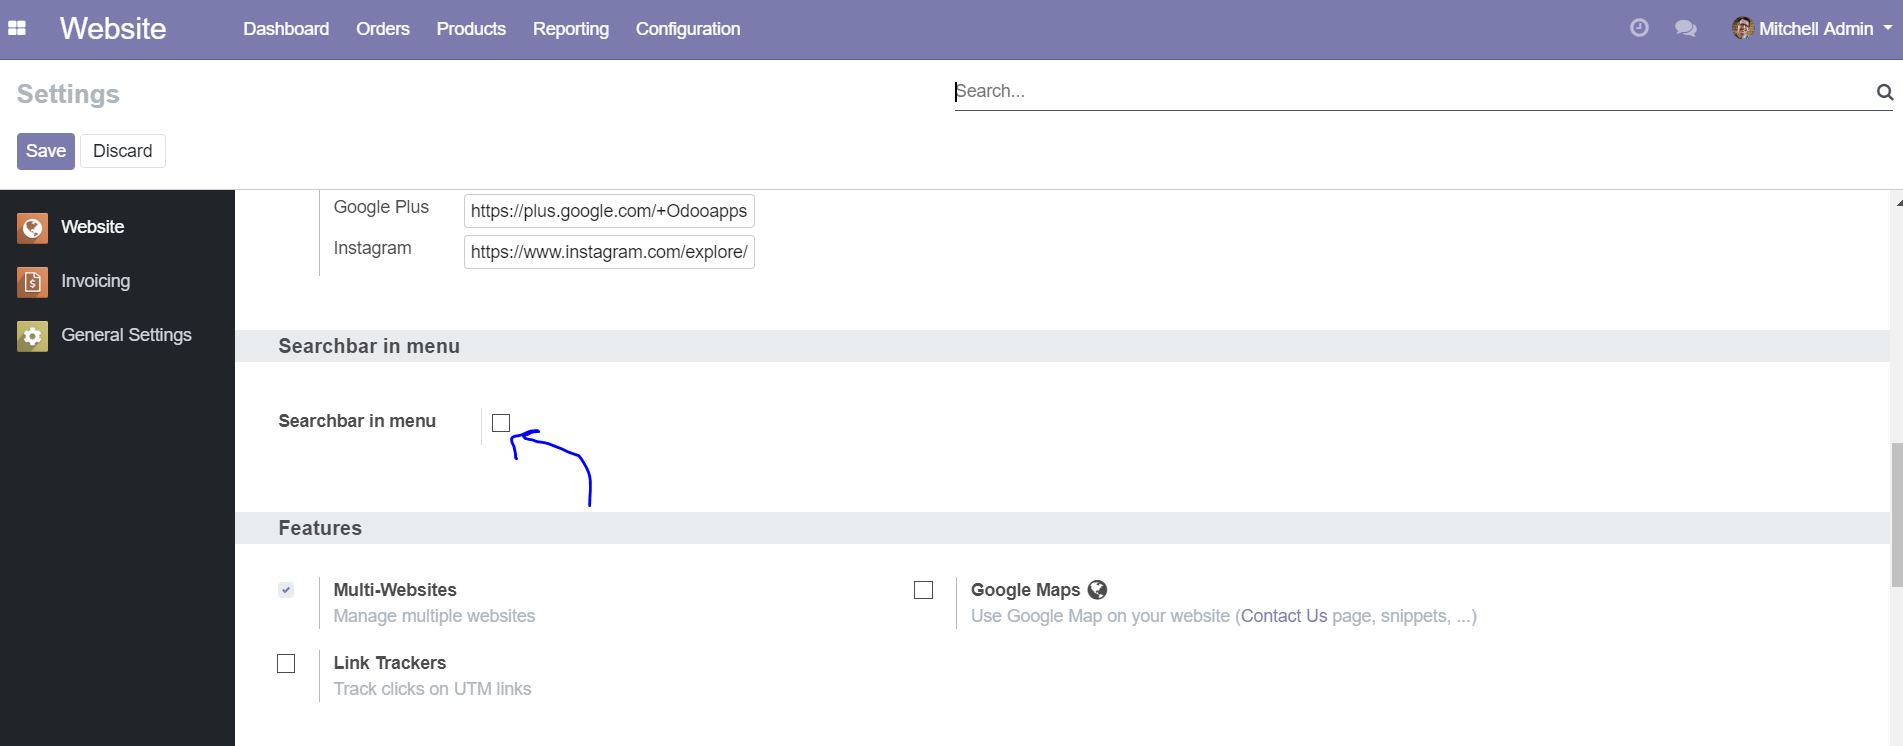 Website Dashboard Orders Products Reporting Configuration Mitchell Admin
Settings
Search...
Save Discard
Website
Invoicing
General Settings
Google Plus https://plus.google.com/+Odooapps
Instagram https://www.instagram.com/explore/
Searchbar in menu
Searchbar in menu
Features
Multi-Websites
Manage multiple websites
Google Maps
Use Google Map on your website (Contact Us page, snippets, ...)
Link Trackers
Track clicks on UTM links